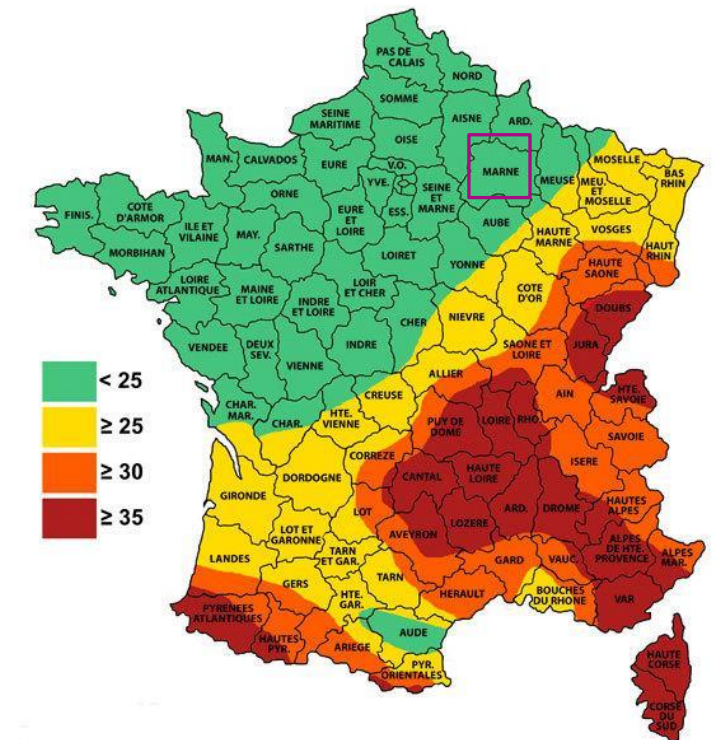 PAS DE
CALAIS
NORD
SOMME
SEINE
MARITIME
AISNE
ARD.
OISE
MAN.
CALVADOS
EURE
V.O.
MARNE
MOSELLE
BAS
RHIN
YVE.
SEINE
ET
MARNE
MEUSE
MEU.
ET
MOSELLE
ORNE
ESS.
FINIS.
COTE
D'ARMOR
EURE
ET
LOIRE
AUBE
HAUTE
MARNE
VOSGES
ILE ET
VILAINE
MAY.
SARTHE
HAUT
RHIN
MORBIHAN
LOIRET
YONNE
HAUTE
SAONE
LOIRE
ATLANTIQUE
MAINE
ET LOIRE
LOIR
ET CHER
COTE
D'OR
INDRE
ET LOIRE
DOUBS
CHER
NIEVRE
VENDEE
DEUX
SEV.
INDRE
SAONE ET
LOIRE
JURA
VIENNE
ALLIER
< 25
CREUSE
AIN
HTE.
SAVOIE
CHAR.
MAR.
CHAR.
HTE.
VIENNE
PUY DE
DOME
LOIRE
RHO.
≥ 25
SAVOIE
CORREZE
ISERE
≥ 30
DORDOGNE
CANTAL
HAUTE
LOIRE
GIRONDE
LOT
ARD.
DROME
HAUTES
ALPES
≥ 35
LOZERE
LOT ET
GARONNE
AVEYRON
ALPES
DE HTE.
PROVENCE
ALPES
MAR.
LANDES
TARN
ET GAR.
GARD
VAUC.
TARN
GERS
HERAULT
BOUCHES
DU RHONE
VAR
HTE.
GAR.
PYRENEES
ATLANTIQUES
AUDE
HAUTES
PYR.
ARIEGE
HAUTE
CORSE
PYR.
ORIENTALES
CORSE
DU
SUD